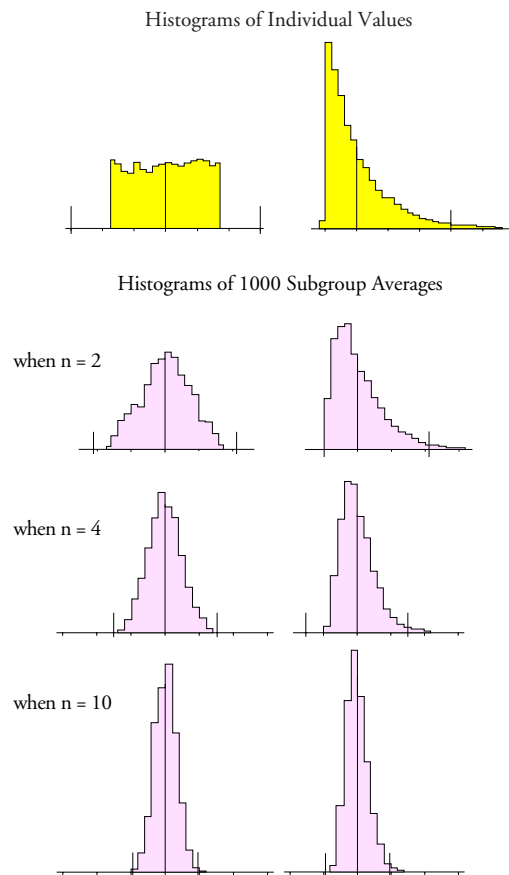 Histograms of Individual Values
Histograms of 1000 Subgroup Averages
when n = 2
when n = 4
when n = 10